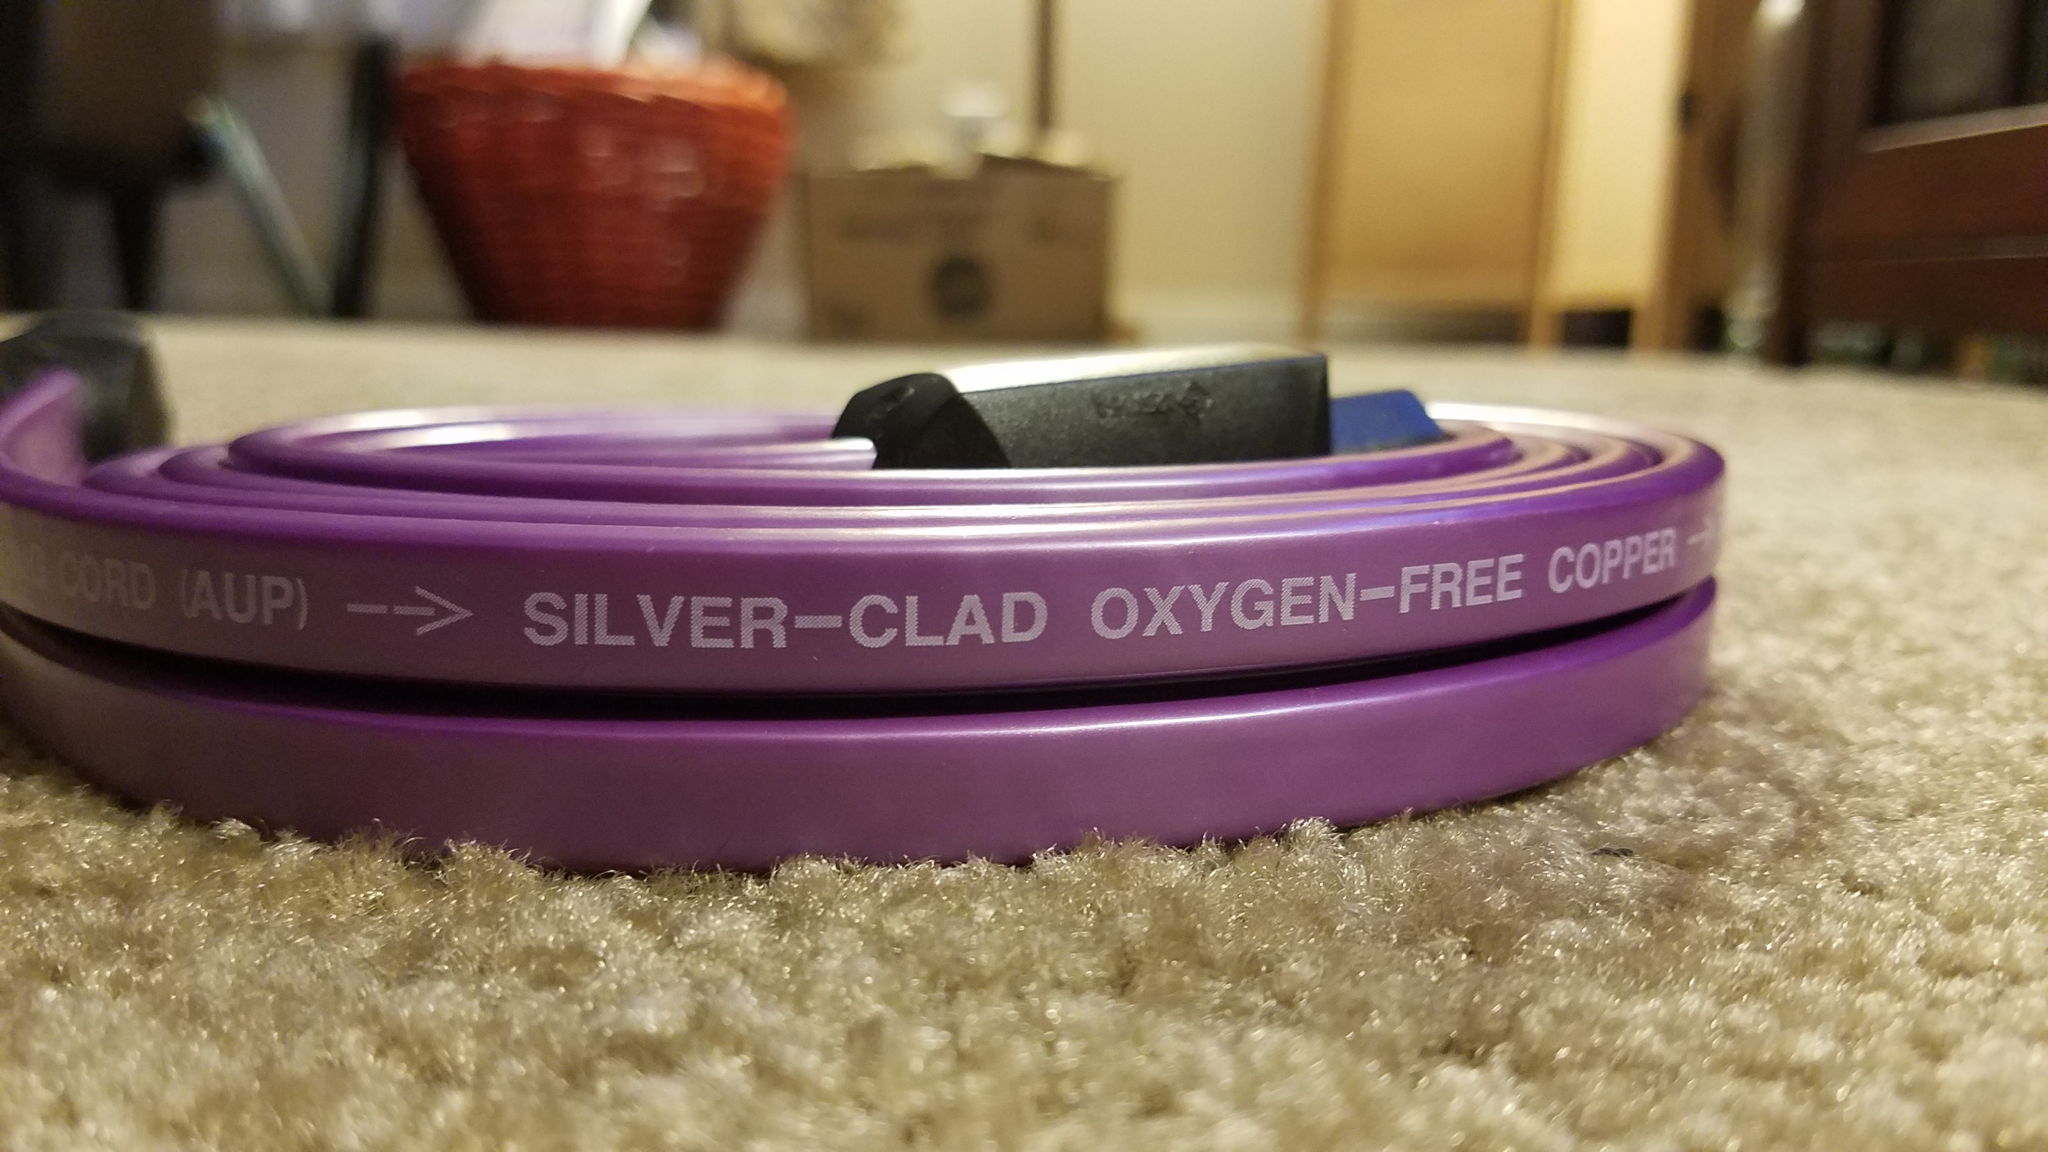 CORD (AUP) --> SILVER-CLAD OXYGEN-FREE COPPER -->